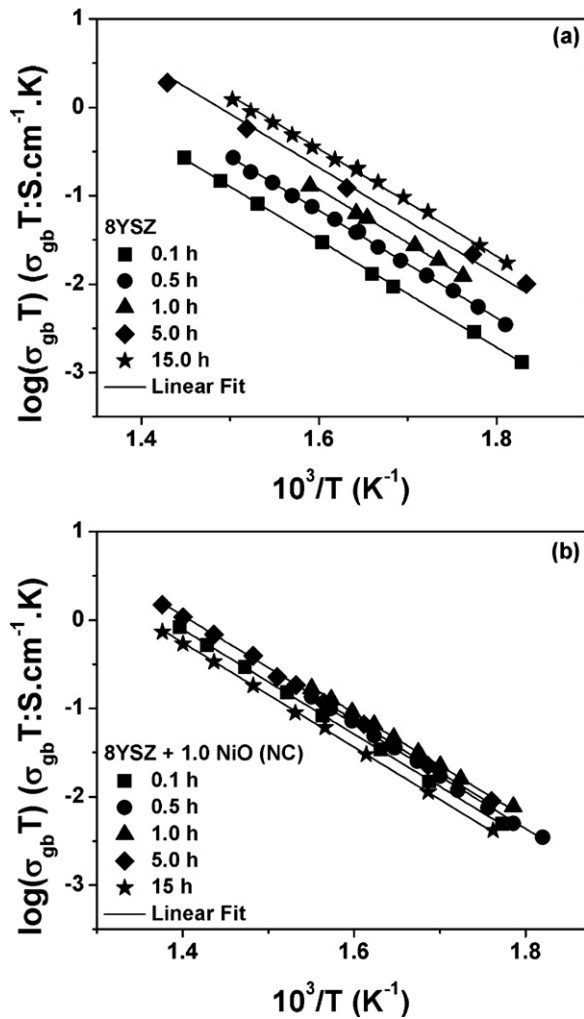 (a)
1
0
-1
-2
-3
log(σgbT) (σgbT:S.cm-1.K)
8YSZ
0.1 h
0.5 h
1.0 h
5.0 h
15.0 h
Linear Fit
1.4 1.6 1.8
10³/T (K-1)
(b)
1
0
-1
-2
-3
log(σgbT) (σgbT:S.cm-1.K)
8YSZ + 1.0 NiO (NC)
0.1 h
0.5 h
1.0 h
5.0 h
15 h
Linear Fit
1.4 1.6 1.8
10³/T (K-1)